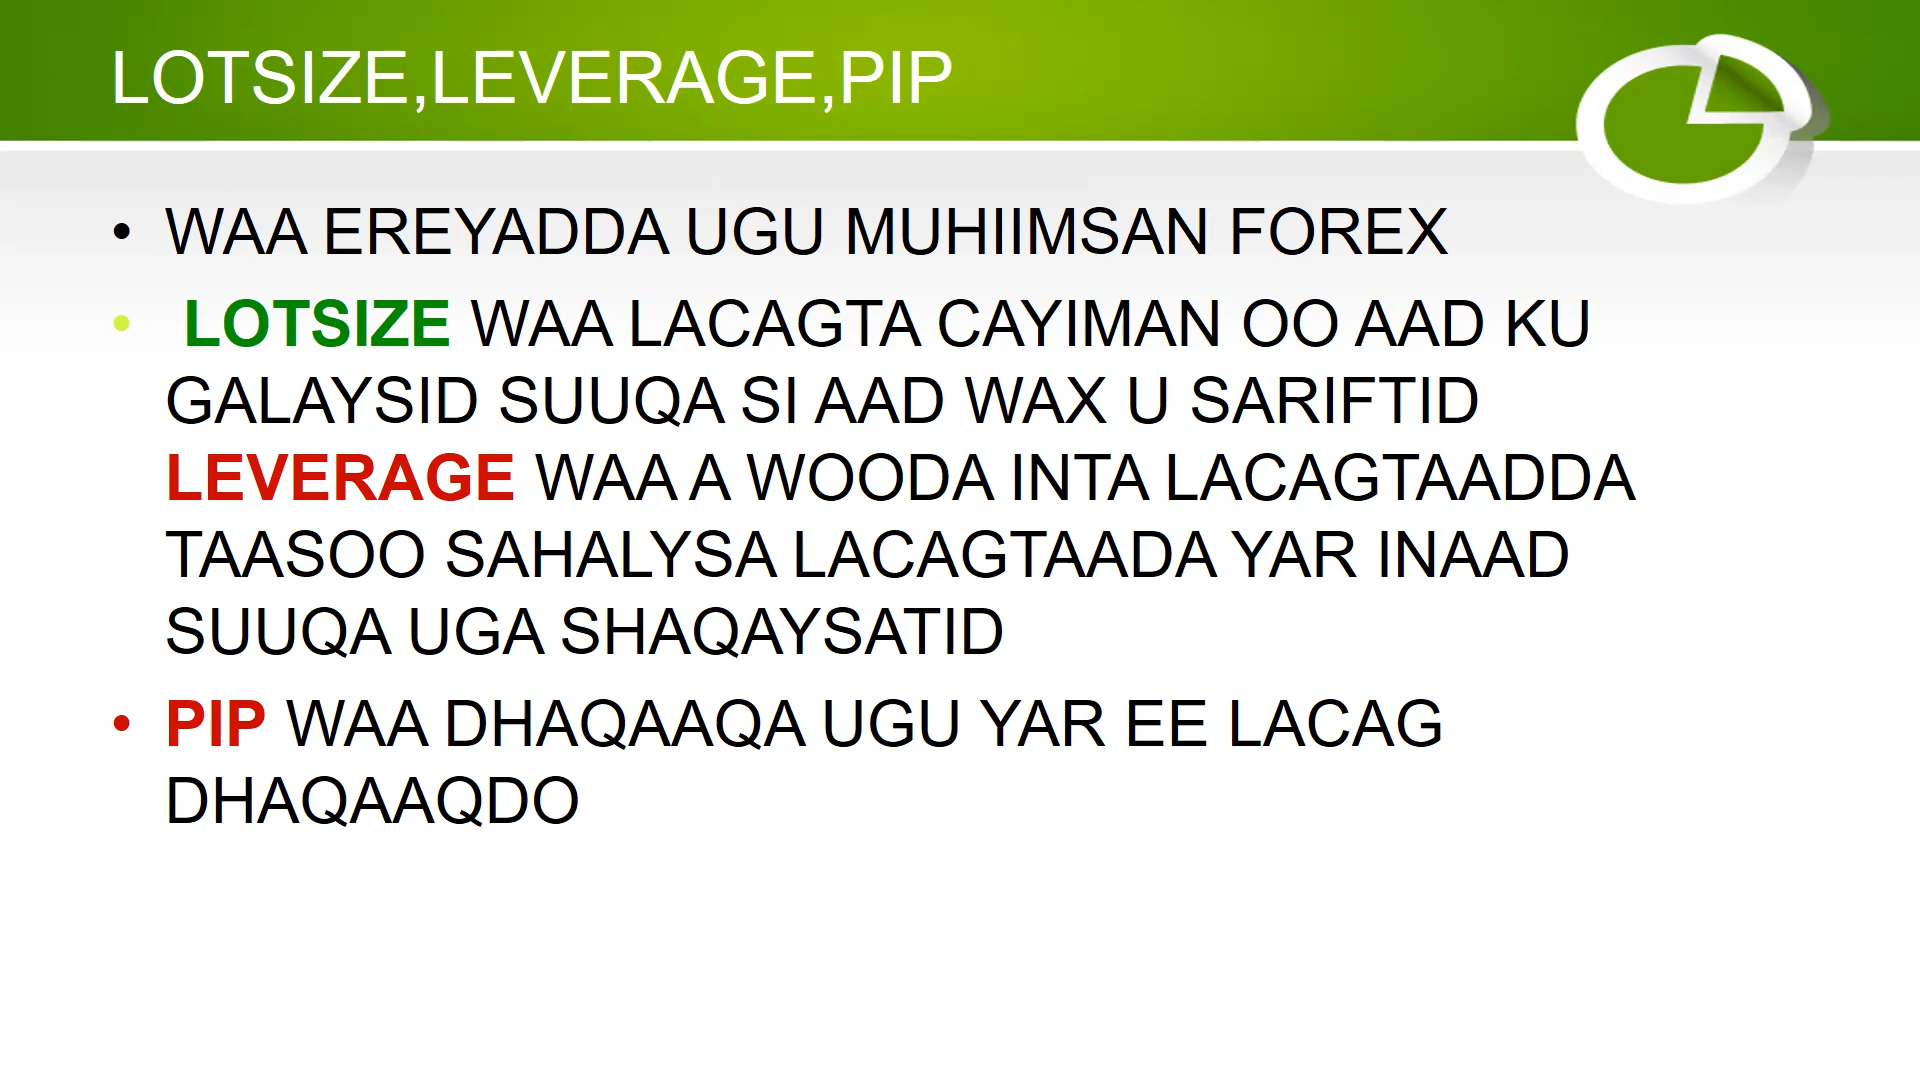 LOTSIZE,LEVERAGE,PIP
• WAA EREYADDA UGU MUHIIMSAN FOREX
• LOTSIZE WAA LACAGTA CAYIMAN OO AAD KU
GALAYSID SUUQA SI AAD WAX U SARIFTID
LEVERAGE WAA A WOODA INTA LACAGTAADDA
TAASOO SAHALYSA LACAGTAADA YAR INAAD
SUUQA UGA SHAQAYSATID
• PIP WAA DHAQAAQA UGU YAR EE LACAG
DHAQAAQDO